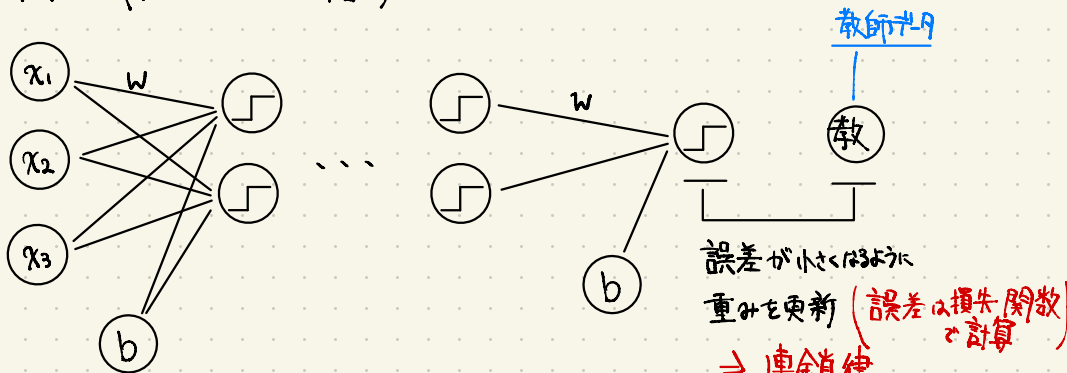 教師データ
x₁
w
x₂
x₃
b
...
w
b
教
誤差が小さくなるように
重みを更新(誤差は損失関数
で計算)
→ 連鎖律